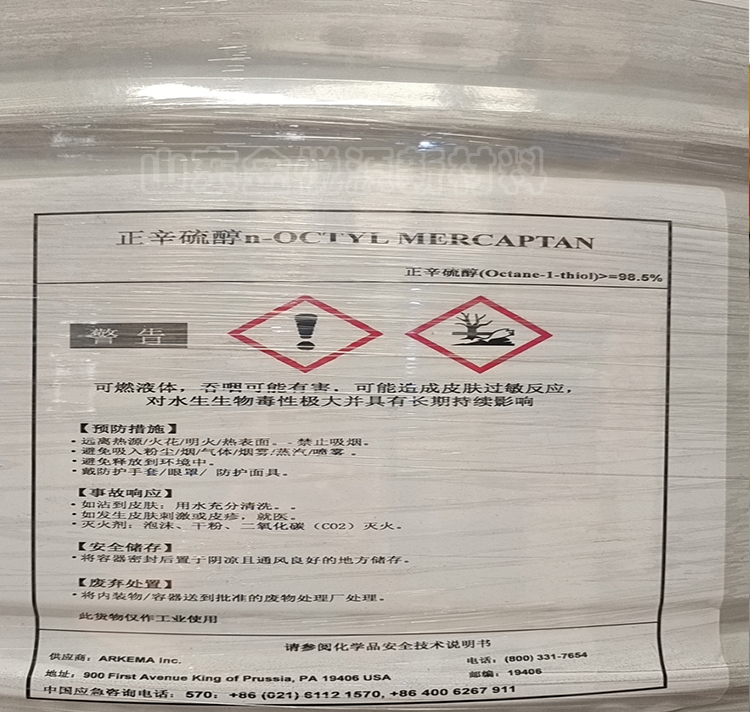 山东金悦源新材料
正辛硫醇n-OCTYL MERCAPTAN
正辛硫醇(Octane-1-thiol)>=98.5%
警 告
可燃液体，吞咽可能有害，可能造成皮肤过敏反应，
对水生生物毒性极大并具有长期持续影响
【预防措施】
·远离热源/火花/明火/热表面。-禁止吸烟。
·避免吸入粉尘/烟/气体/烟雾/蒸汽/喷雾。
·避免释放到环境中。
·戴防护手套/眼罩/ 防护面具。
【事故响应】
·如沾到皮肤：用水充分清洗。。
·如发生皮肤刺激或皮疹，就医。
·灭火剂：泡沫、干粉、二氧化碳（CO2）灭火。
【安全储存】
·将容器密封后置于阴凉且通风良好的地方储存。
【废弃处置】
·将内装物/容器送到批准的废物处理厂处理。
此货物仅作工业使用
请参阅化学品安全技术说明书
供应商：ARKEMA Inc. 电话：(800) 331-7654
地址：900 First Avenue King of Prussia, PA 19406 USA 邮编：19406
中国应急咨询电话：570：+86 (021) 6112 1570, +86 400 6267 911